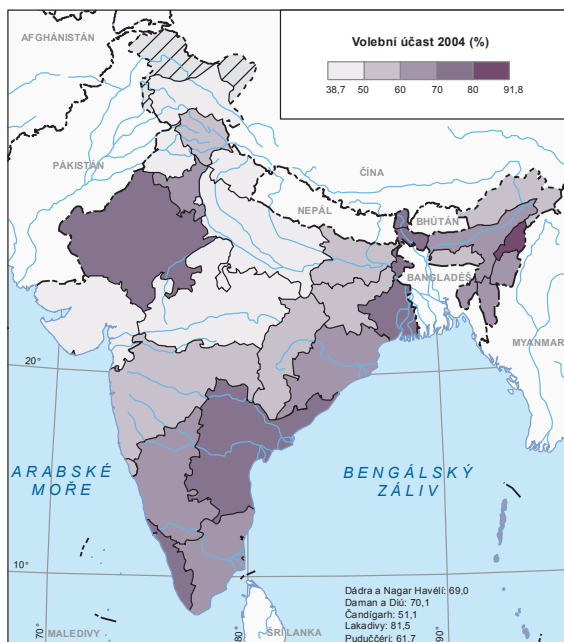 AFGHÁNISTÁN
Volební účast 2004 (%)
38,7 50 60 70 80 91,8
PÁKISTÁN
ČÍNA
NEPÁL
BHÚTÁN
BANGLADÉŠ
MYANMAR
20°
ARABSKÉ
MOŘE
BENGÁLSKÝ
ZÁLIV
10°
Dádra a Nagar Havélí: 69,0
Daman a Diú: 70,1
Čandígarh: 51,1
Lakadivy: 81,5
Puduččéri: 61,7
70°
MALEDIVY
80°
SRÍ LANKA
90°